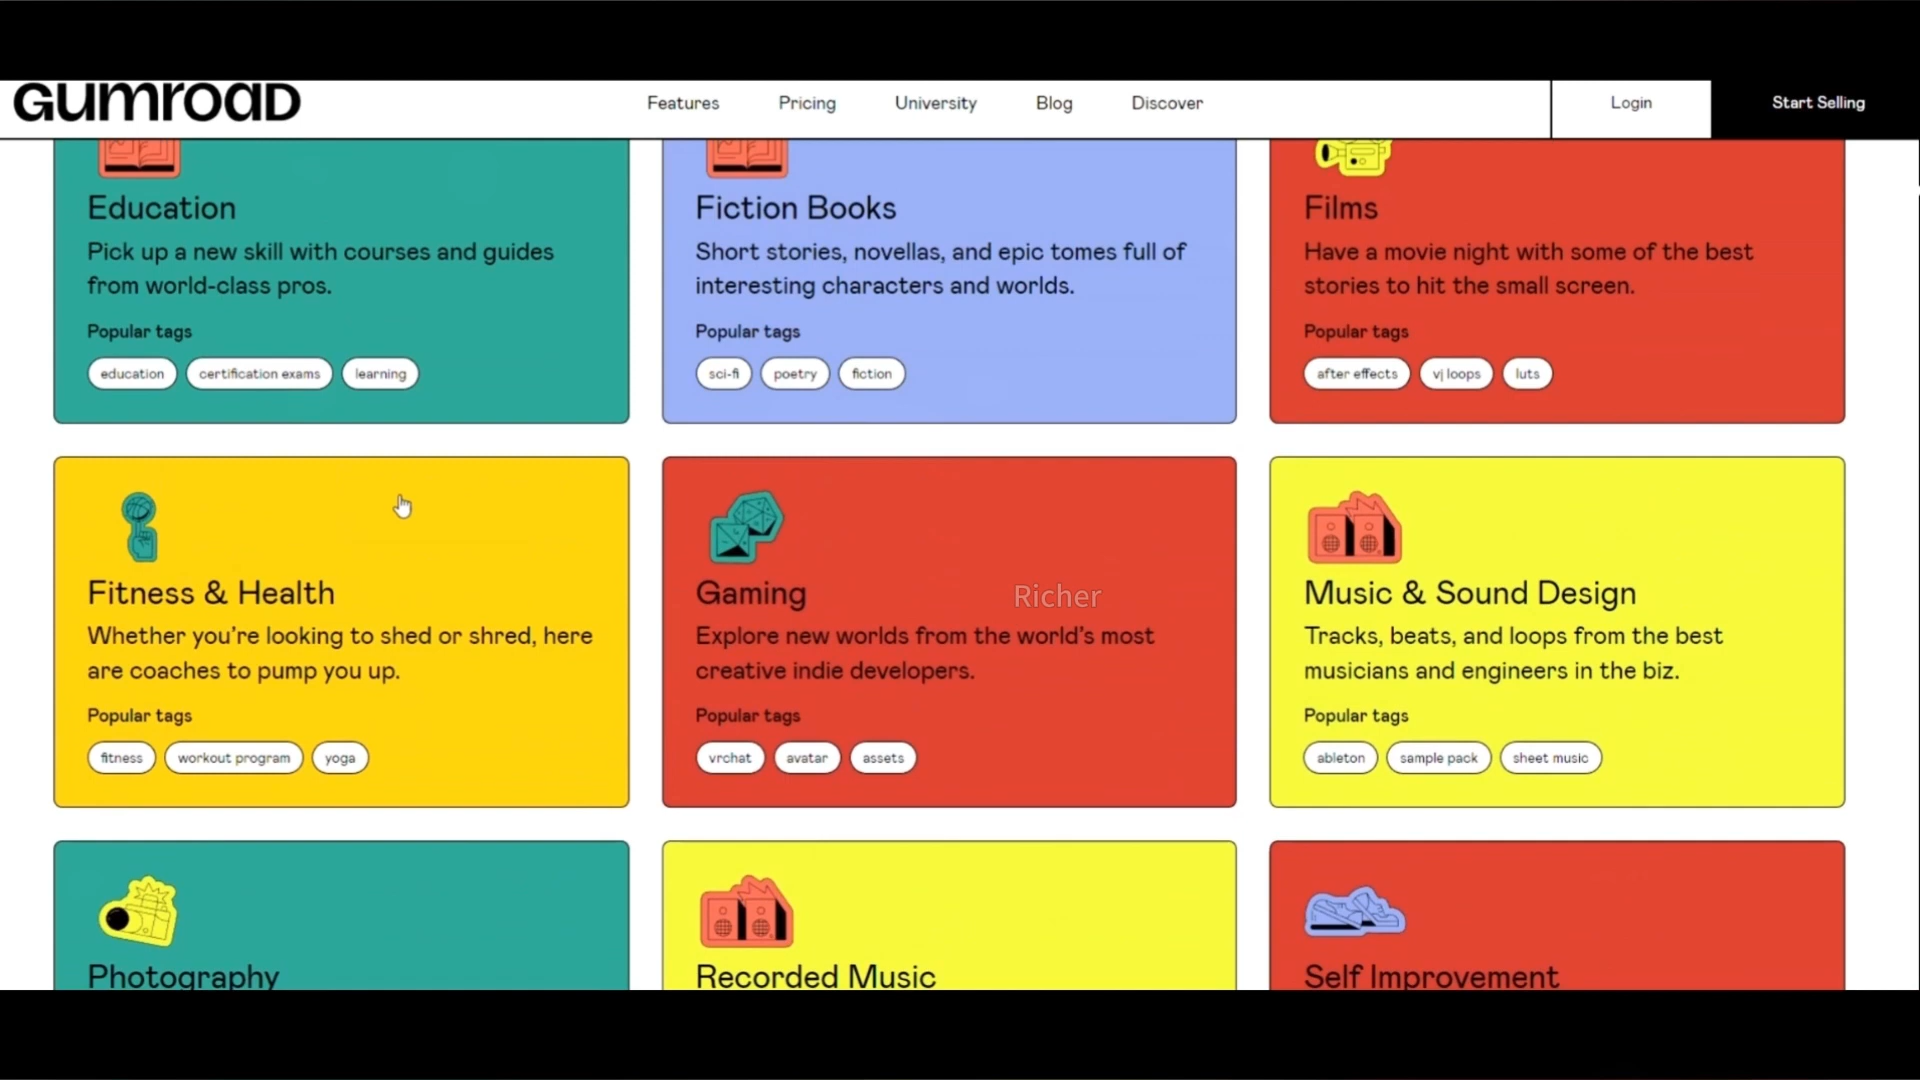 GUMROAD
Features Pricing University Blog Discover Login Start Selling
Education
Pick up a new skill with courses and guides
from world-class pros.
Popular tags
education certification exams learning
Fiction Books
Short stories, novellas, and epic tomes full of
interesting characters and worlds.
Popular tags
sci-fi poetry fiction
Films
Have a movie night with some of the best
stories to hit the small screen.
Popular tags
after effects vj loops luts
Fitness & Health
Whether you're looking to shed or shred, here
are coaches to pump you up.
Popular tags
fitness workout program yoga
Gaming
Richer
Explore new worlds from the world's most
creative indie developers.
Popular tags
vrchat avatar assets
Music & Sound Design
Tracks, beats, and loops from the best
musicians and engineers in the biz.
Popular tags
ableton sample pack sheet music
Photography
Recorded Music
Self Improvement